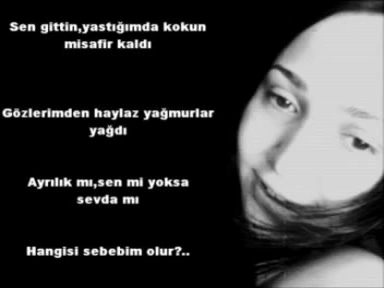 Sen gittin,yastığımda kokun
misafir kaldı
Gözlerimden haylaz yağmurlar
yağdı
Ayrılık mı,sen mi yoksa
sevda mı
Hangisi sebebim olur?..